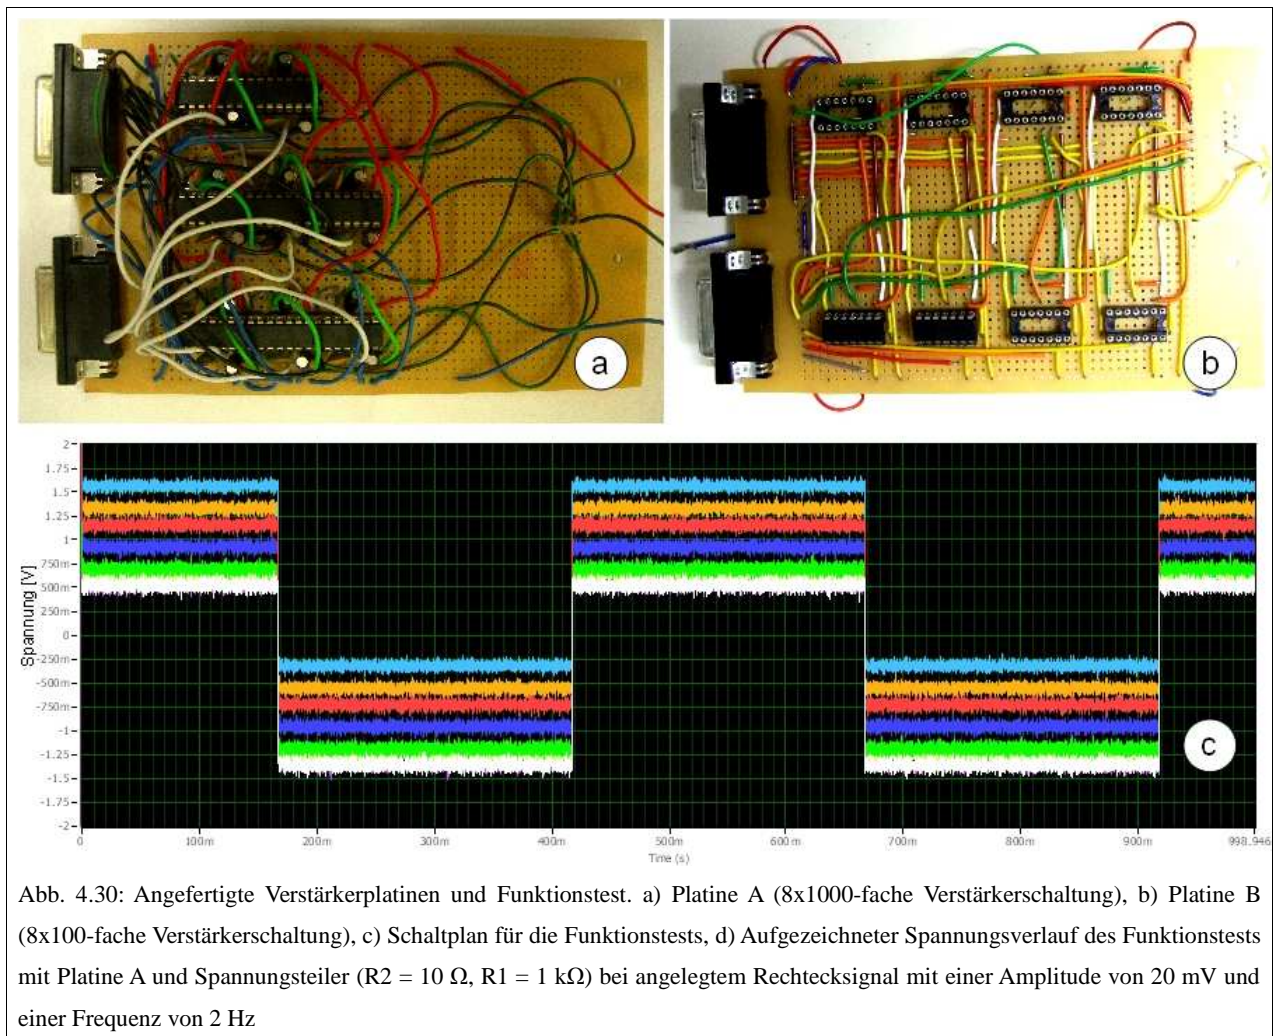 a
b
2
1.75
1.5
1.25
1
750m
500m
250m
0
-250m
-500m
-750m
-1
-1.25
-1.5
-1.75
-2
Spannung [V]
c
0
100m
200m
300m
400m
500m
600m
700m
800m
900m
998.946
Time (s)
Abb. 4.30: Angefertigte Verstärkerplatinen und Funktionstest. a) Platine A (8x1000-fache Verstärkerschaltung), b) Platine B
(8x100-fache Verstärkerschaltung), c) Schaltplan für die Funktionstests, d) Aufgezeichneter Spannungsverlauf des Funktionstests
mit Platine A und Spannungsteiler (R2 = 10 Ω, R1 = 1 kΩ) bei angelegtem Rechtecksignal mit einer Amplitude von 20 mV und
einer Frequenz von 2 Hz